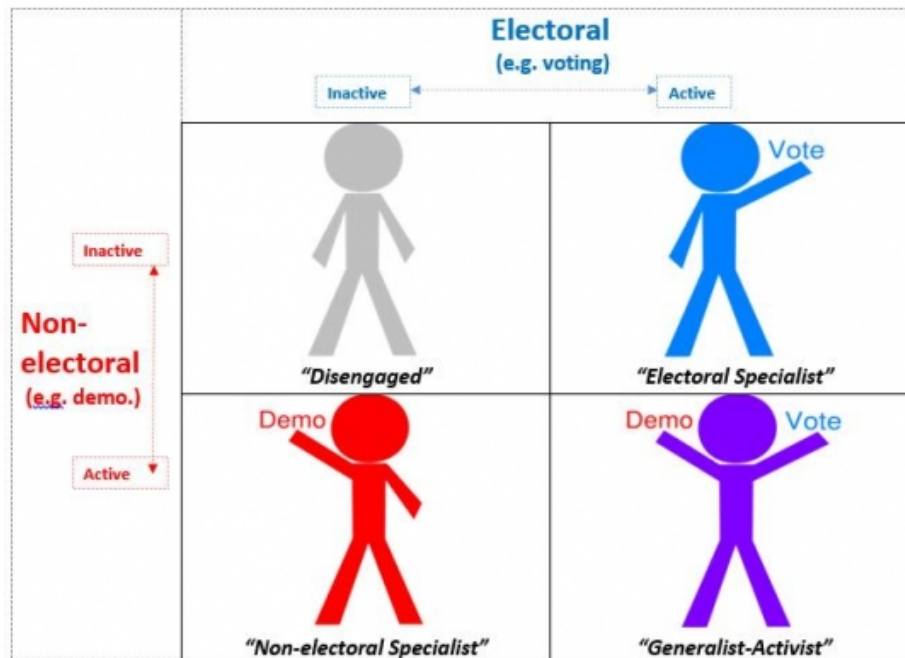 Electoral
(e.g. voting)
Inactive
Active
Vote
Inactive
Non-
electoral
(e.g. demo.)
"Disengaged"
"Electoral Specialist"
Demo
Demo
Vote
Active
"Non-electoral Specialist"
"Generalist-Activist"